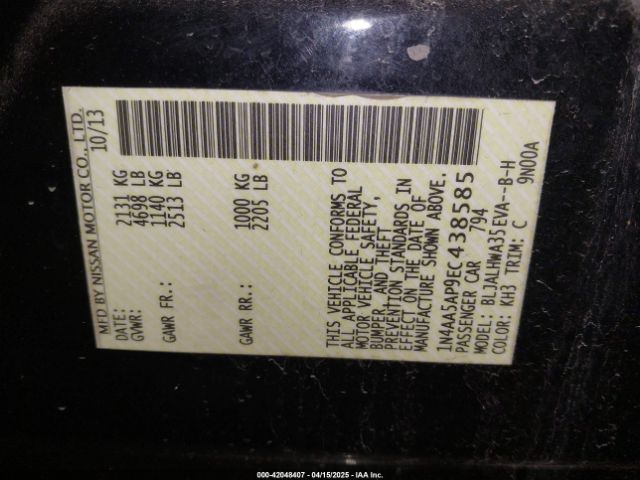 MFD BY NISSAN MOTOR CO., LTD.
DATE: 10/13
GVWR: 2131 KG
4698 LB
GAWR FR.: 1140 KG
2513 LB
GAWR RR.: 1000 KG
2205 LB
THIS VEHICLE CONFORMS TO
ALL APPLICABLE FEDERAL
MOTOR VEHICLE SAFETY,
BUMPER AND THEFT
PREVENTION STANDARDS IN
EFFECT ON THE DATE OF
MANUFACTURE SHOWN ABOVE.
1N4AA5AP9EC438585
PASSENGER CAR 794
MODEL: BLJALHWA35EVA--B-H
COLOR: KH3 TRIM: C 9N00A
000-42048407 - 04/15/2025 - IAA Inc.